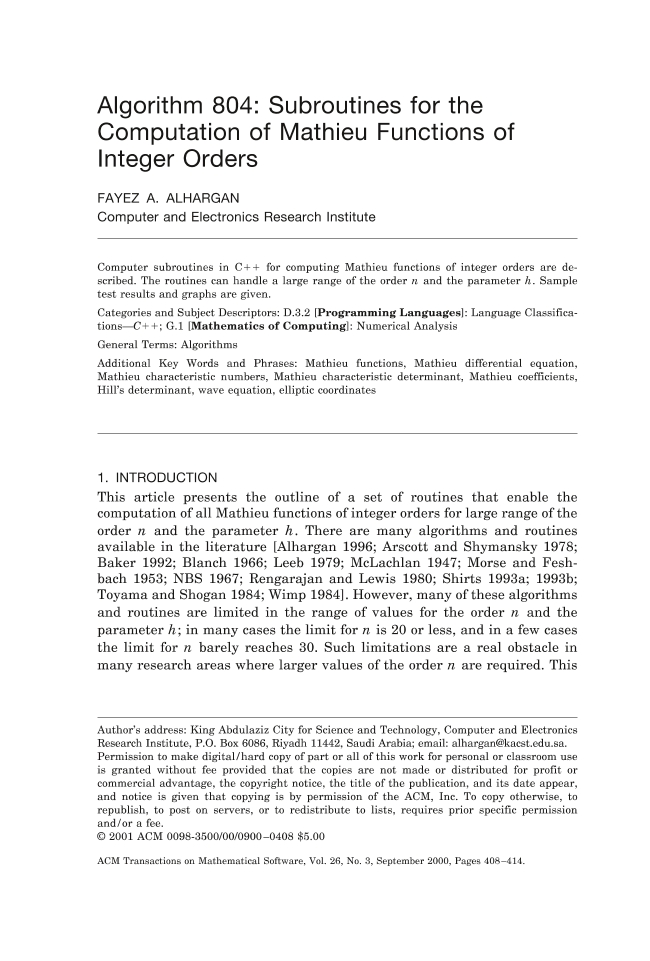 Algorithm 804: Subroutines for the
Computation of Mathieu Functions of
Integer Orders
FAYEZ A. ALHARGAN
Computer and Electronics Research Institute
Computer subroutines in C++ for computing Mathieu functions of integer orders are de-
scribed. The routines can handle a large range of the order n and the parameter h. Sample
test results and graphs are given.
Categories and Subject Descriptors: D.3.2 [Programming Languages]: Language Classifica-
tions—C++; G.1 [Mathematics of Computing]: Numerical Analysis
General Terms: Algorithms
Additional Key Words and Phrases: Mathieu functions, Mathieu differential equation,
Mathieu characteristic numbers, Mathieu characteristic determinant, Mathieu coefficients,
Hill's determinant, wave equation, elliptic coordinates
1. INTRODUCTION
This article presents the outline of a set of routines that enable the
computation of all Mathieu functions of integer orders for large range of the
order n and the parameter h. There are many algorithms and routines
available in the literature [Alhargan 1996; Arscott and Shymansky 1978;
Baker 1992; Blanch 1966; Leeb 1979; McLachlan 1947; Morse and Fesh-
bach 1953; NBS 1967; Rengarajan and Lewis 1980; Shirts 1993a; 1993b;
Toyama and Shogan 1984; Wimp 1984]. However, many of these algorithms
and routines are limited in the range of values for the order n and the
parameter h; in many cases the limit for n is 20 or less, and in a few cases
the limit for n barely reaches 30. Such limitations are a real obstacle in
many research areas where larger values of the order n are required. This
Author's address: King Abdulaziz City for Science and Technology, Computer and Electronics
Research Institute, P.O. Box 6086, Riyadh 11442, Saudi Arabia; email: alhargan@kacst.edu.sa.
Permission to make digital/hard copy of part or all of this work for personal or classroom use
is granted without fee provided that the copies are not made or distributed for profit or
commercial advantage, the copyright notice, the title of the publication, and its date appear,
and notice is given that copying is by permission of the ACM, Inc. To copy otherwise, to
republish, to post on servers, or to redistribute to lists, requires prior specific permission
and/or a fee.
© 2001 ACM 0098-3500/00/0900–0408 $5.00
ACM Transactions on Mathematical Software, Vol. 26, No. 3, September 2000, Pages 408–414.